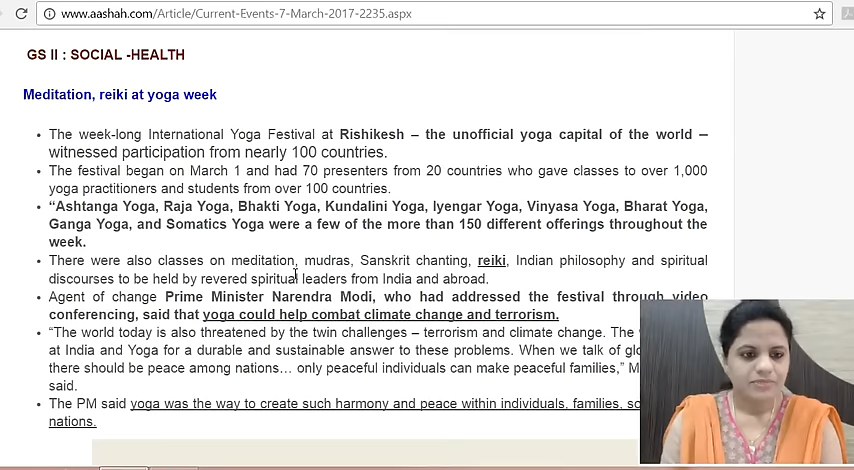 www.aashah.com/Article/Current-Events-7-March-2017-2235.aspx
GS II : SOCIAL -HEALTH
Meditation, reiki at yoga week
• The week-long International Yoga Festival at Rishikesh – the unofficial yoga capital of the world –
witnessed participation from nearly 100 countries.
• The festival began on March 1 and had 70 presenters from 20 countries who gave classes to over 1,000
yoga practitioners and students from over 100 countries.
• “Ashtanga Yoga, Raja Yoga, Bhakti Yoga, Kundalini Yoga, Iyengar Yoga, Vinyasa Yoga, Bharat Yoga,
Ganga Yoga, and Somatics Yoga were a few of the more than 150 different offerings throughout the
week.
• There were also classes on meditation, mudras, Sanskrit chanting, reiki, Indian philosophy and spiritual
discourses to be held by revered spiritual leaders from India and abroad.
• Agent of change Prime Minister Narendra Modi, who had addressed the festival through video
conferencing, said that yoga could help combat climate change and terrorism.
• “The world today is also threatened by the twin challenges – terrorism and climate change. The
at India and Yoga for a durable and sustainable answer to these problems. When we talk of
there should be peace among nations… only peaceful individuals can make peaceful families,”
said.
• The PM said yoga was the way to create such harmony and peace within individuals, families,
nations.